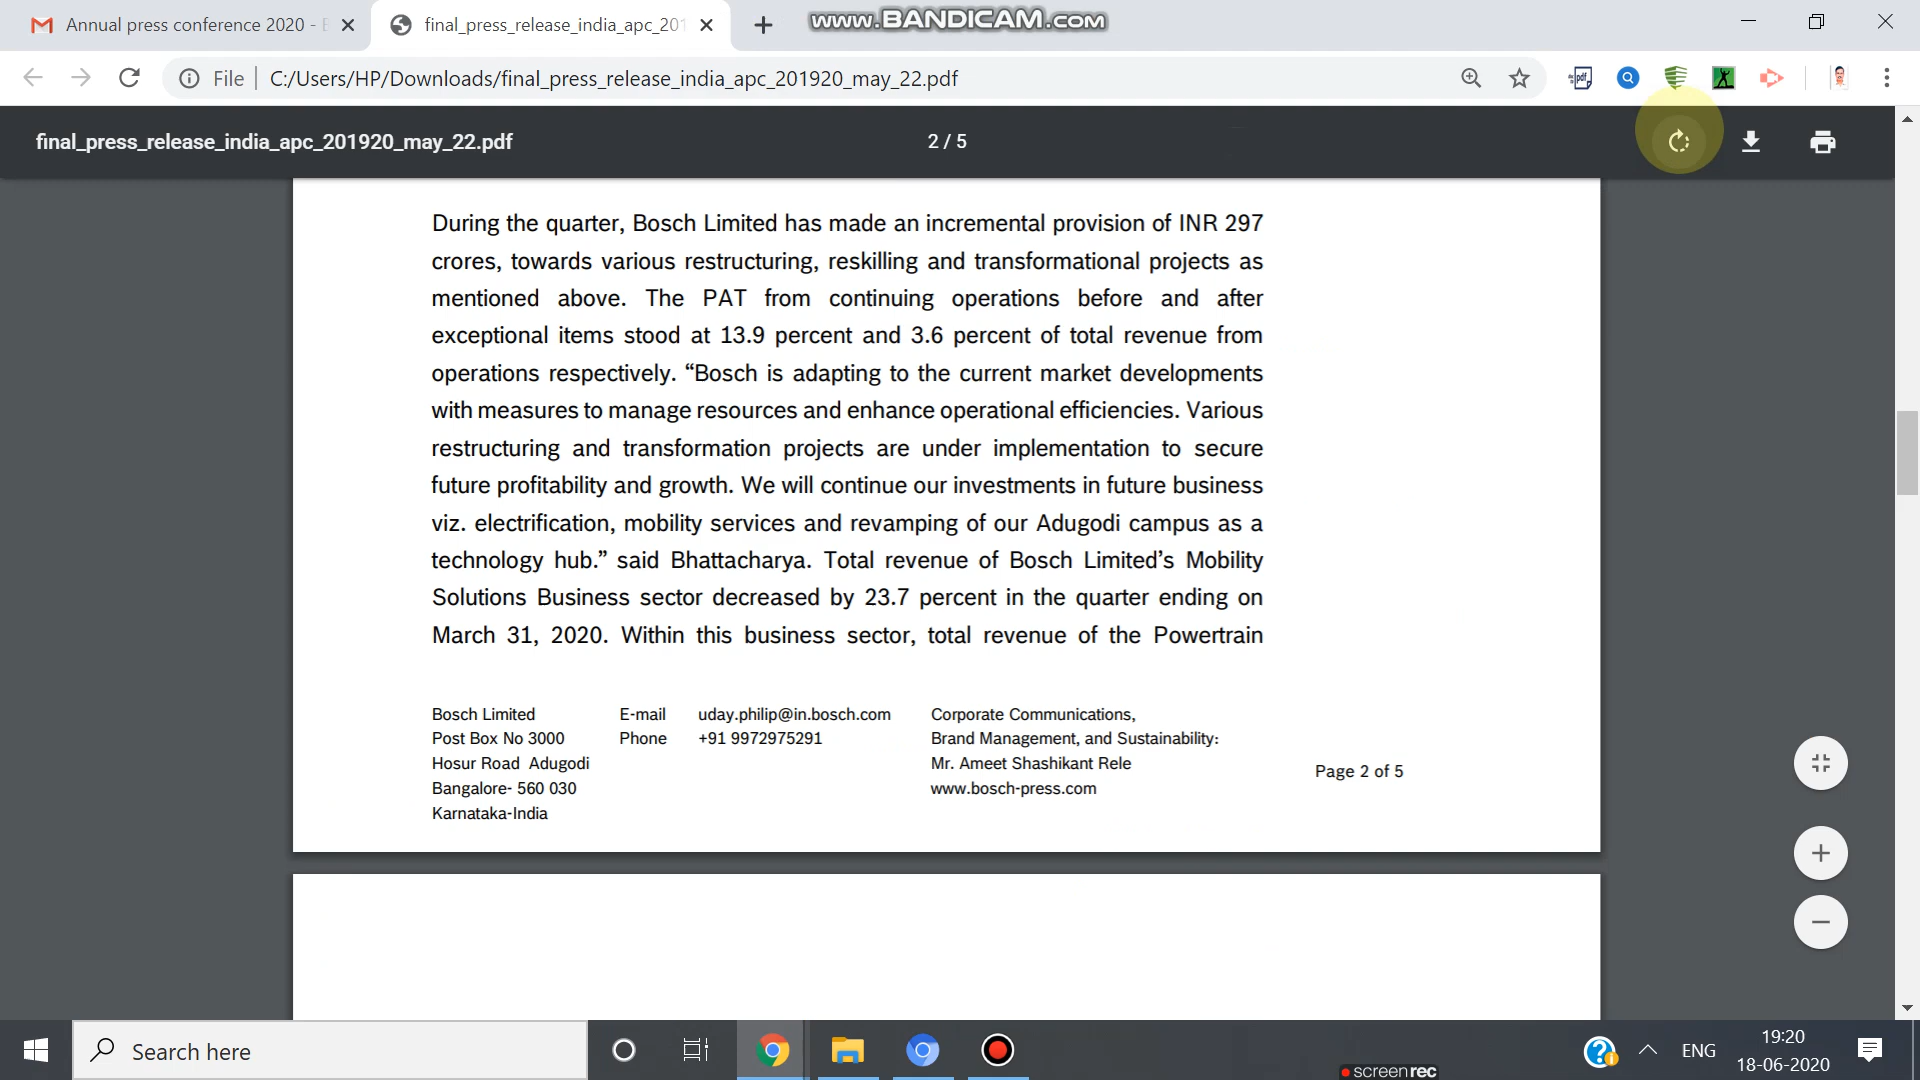 Annual press conference 2020 -
final_press_release_india_apc_201
www.BANDICAM.com
File
C:/Users/HP/Downloads/final_press_release_india_apc_201920_may_22.pdf
final_press_release_india_apc_201920_may_22.pdf
2 / 5
During the quarter, Bosch Limited has made an incremental provision of INR 297
crores, towards various restructuring, reskilling and transformational projects as
mentioned above. The PAT from continuing operations before and after
exceptional items stood at 13.9 percent and 3.6 percent of total revenue from
operations respectively. “Bosch is adapting to the current market developments
with measures to manage resources and enhance operational efficiencies. Various
restructuring and transformation projects are under implementation to secure
future profitability and growth. We will continue our investments in future business
viz. electrification, mobility services and revamping of our Adugodi campus as a
technology hub.” said Bhattacharya. Total revenue of Bosch Limited’s Mobility
Solutions Business sector decreased by 23.7 percent in the quarter ending on
March 31, 2020. Within this business sector, total revenue of the Powertrain
Bosch Limited
Post Box No 3000
Hosur Road Adugodi
Bangalore- 560 030
Karnataka-India
E-mail uday.philip@in.bosch.com
Phone +91 9972975291
Corporate Communications,
Brand Management, and Sustainability:
Mr. Ameet Shashikant Rele
www.bosch-press.com
Page 2 of 5
Search here
ENG
19:20
18-06-2020
screenrec